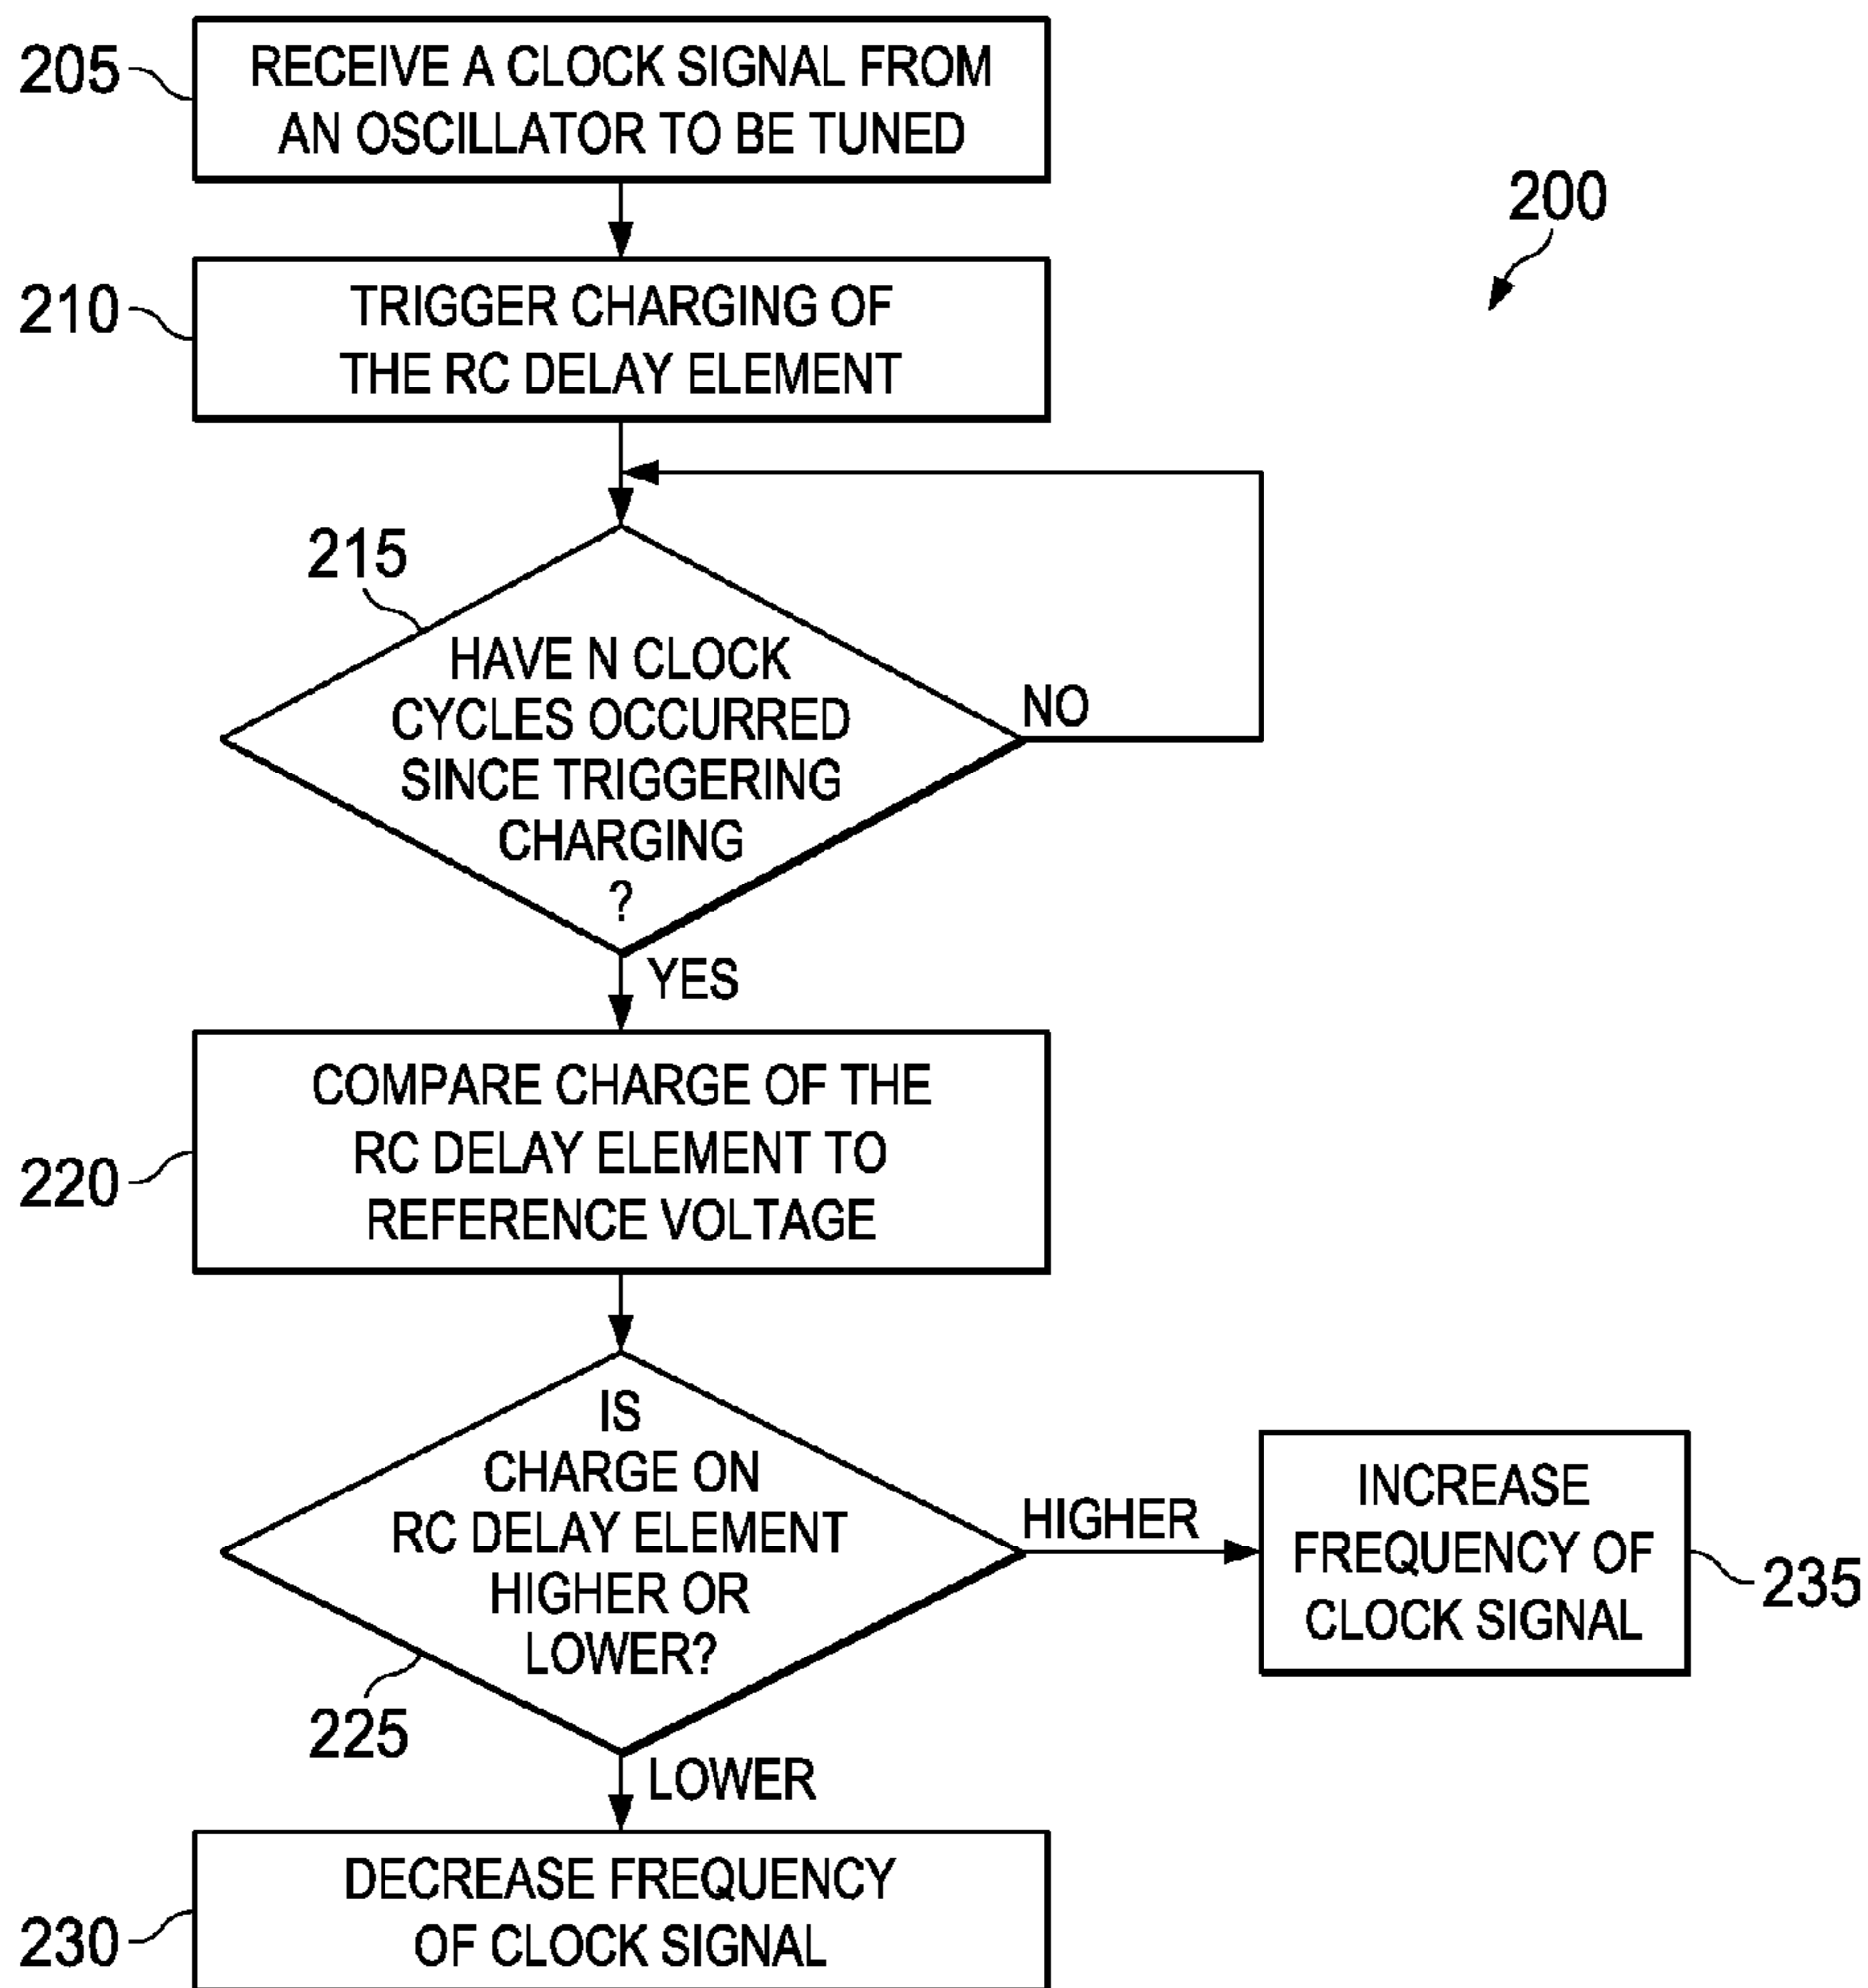 205
RECEIVE A CLOCK SIGNAL FROM
AN OSCILLATOR TO BE TUNED
200
210
TRIGGER CHARGING OF
THE RC DELAY ELEMENT
215
HAVE N CLOCK
CYCLES OCCURRED
SINCE TRIGGERING
CHARGING
?
NO
YES
220
COMPARE CHARGE OF THE
RC DELAY ELEMENT TO
REFERENCE VOLTAGE
IS
CHARGE ON
RC DELAY ELEMENT
HIGHER OR
LOWER?
225
HIGHER
INCREASE
FREQUENCY OF
CLOCK SIGNAL
235
LOWER
230
DECREASE FREQUENCY
OF CLOCK SIGNAL